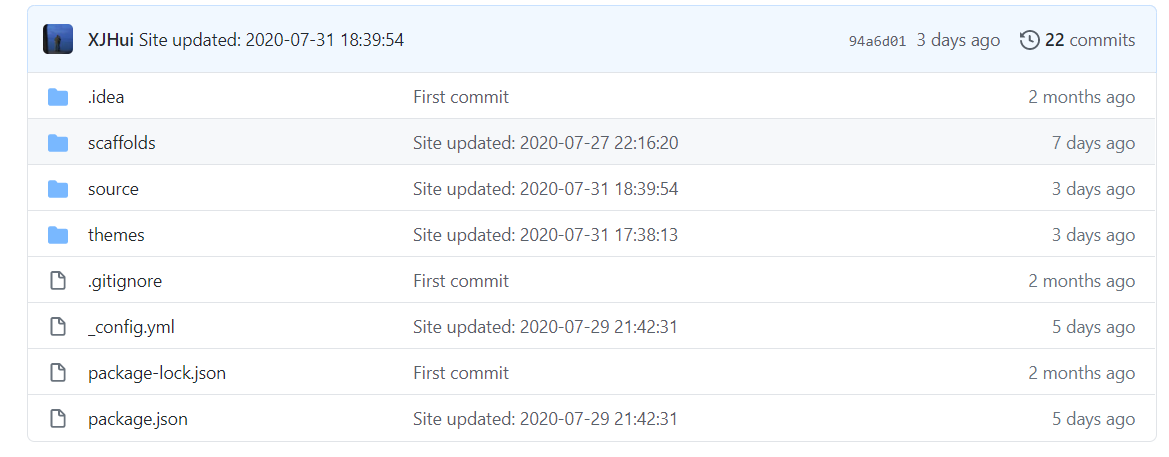 XJHui Site updated: 2020-07-31 18:39:54 94a6d01 3 days ago 22 commits
.idea First commit 2 months ago
scaffolds Site updated: 2020-07-27 22:16:20 7 days ago
source Site updated: 2020-07-31 18:39:54 3 days ago
themes Site updated: 2020-07-31 17:38:13 3 days ago
.gitignore First commit 2 months ago
_config.yml Site updated: 2020-07-29 21:42:31 5 days ago
package-lock.json First commit 2 months ago
package.json Site updated: 2020-07-29 21:42:31 5 days ago